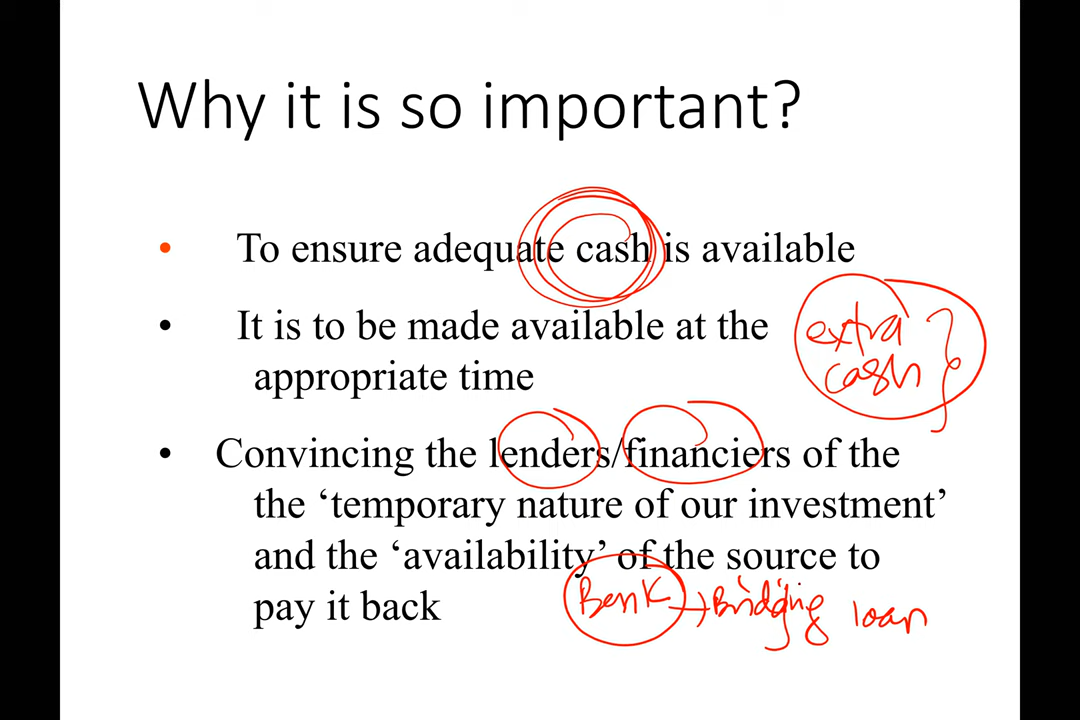 Why it is so important?
• To ensure adequate cash is available
• It is to be made available at the
appropriate time
extra
cash ?
• Convincing the lenders/financiers of the
the ‘temporary nature of our investment’
and the ‘availability’ of the source to
pay it back
Bank → Bridging loan